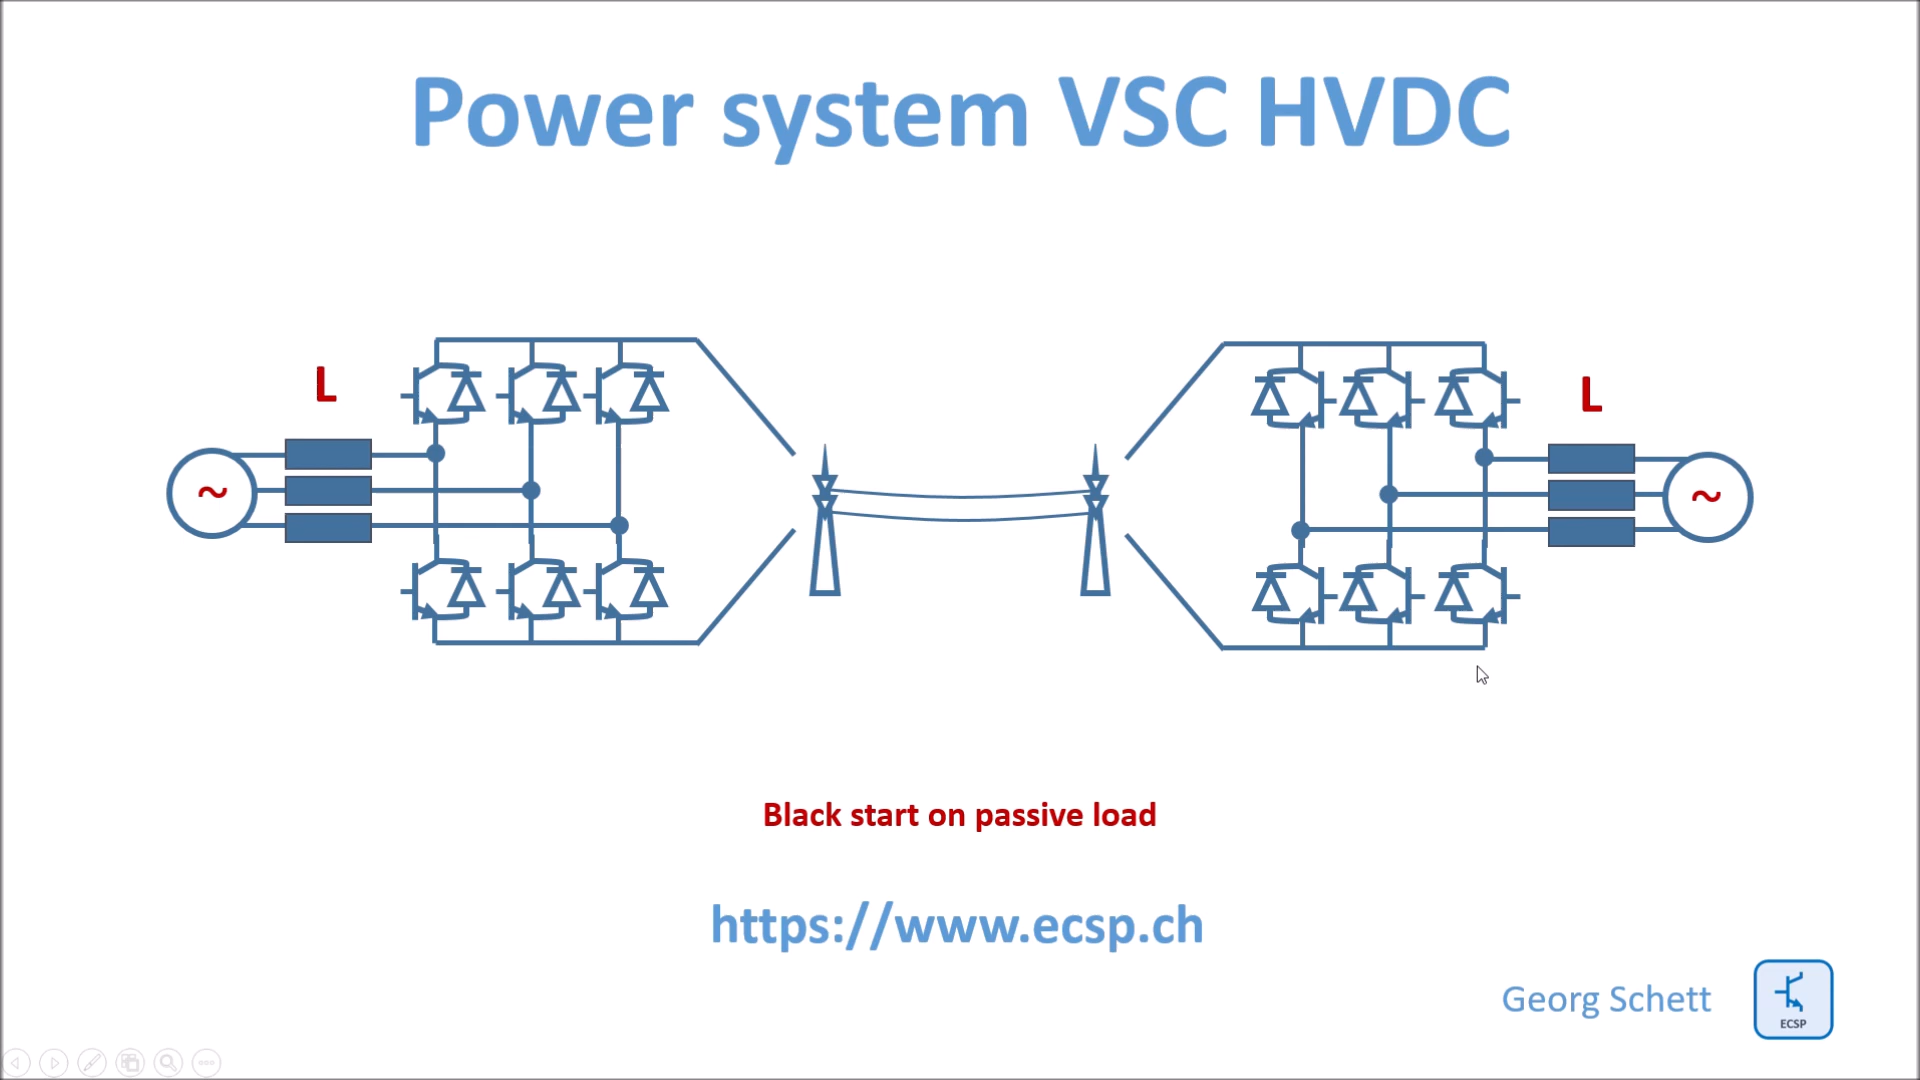 Power system VSC HVDC
L
L
~
~
Black start on passive load
https://www.ecsp.ch
Georg Schett
ECSP